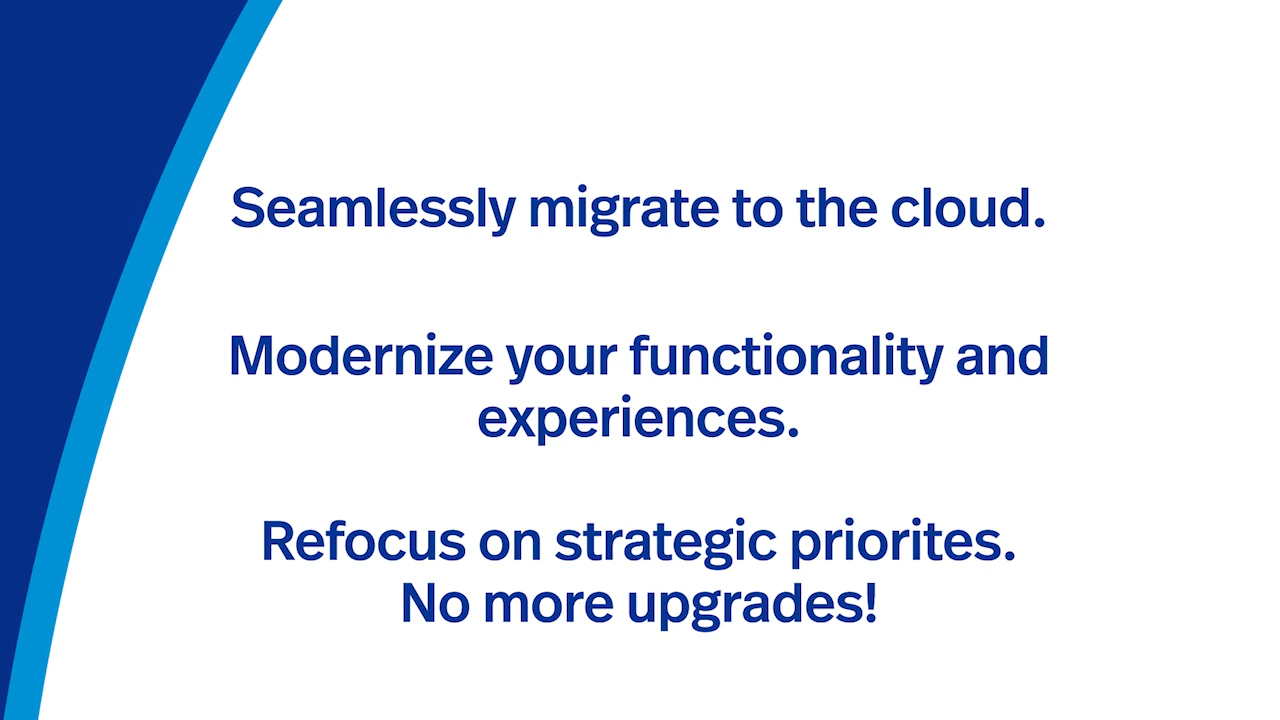 Seamlessly migrate to the cloud.
Modernize your functionality and
experiences.
Refocus on strategic priorites.
No more upgrades!